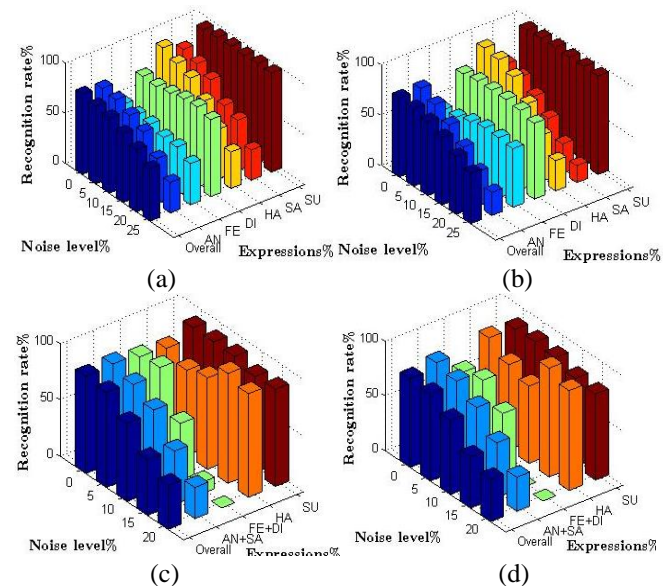 Recognition rate%
100
50
0
0
5
10
15
20
25
Noise level%
Overall
AN
FE
DI
HA
SA
SU
Expressions%
(a)
Recognition rate%
100
50
0
0
5
10
15
20
25
Noise level%
Overall
AN
FE
DI
HA
SA
SU
Expressions%
(b)
Recognition rate%
100
50
0
0
5
10
15
20
Noise level%
Overall
AN+SA
FE+DI
HA
SU
Expressions%
(c)
Recognition rate%
100
50
0
0
5
10
15
20
Noise level%
Overall
AN+SA
FE+DI
HA
SU
Expressions%
(d)